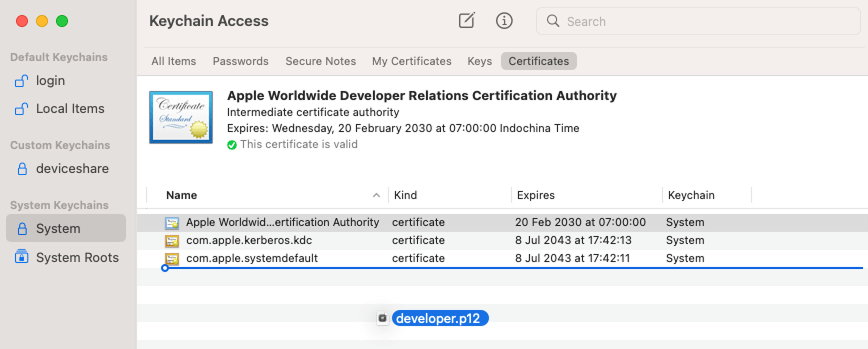 Keychain Access
Search
Default Keychains
login
Local Items
Custom Keychains
deviceshare
System Keychains
System
System Roots
All Items Passwords Secure Notes My Certificates Keys Certificates
Certificate
Standard
Apple Worldwide Developer Relations Certification Authority
Intermediate certificate authority
Expires: Wednesday, 20 February 2030 at 07:00:00 Indochina Time
This certificate is valid
Name Kind Expires Keychain
Apple Worldwid...ertification Authority certificate 20 Feb 2030 at 07:00:00 System
com.apple.kerberos.kdc certificate 8 Jul 2043 at 17:42:13 System
com.apple.systemdefault certificate 8 Jul 2043 at 17:42:11 System
developer.p12